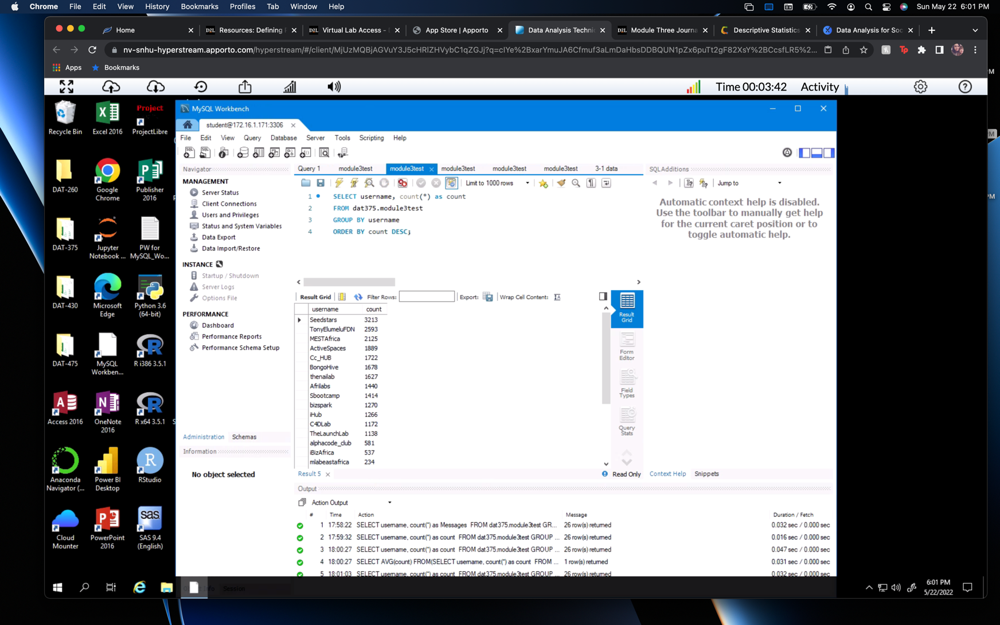 Chrome File Edit View History Bookmarks Profiles Tab Window Help Sun May 22 6:01 PM
Home Resources: Defining Virtual Lab Access - App Store | Apporto Data Analysis Techni Module Three Journa Descriptive Statistics Data Analysis for Soc
nv-snhu-hyperstream.apporto.com/hyperstream/#/client/MjUzMQBjAGVuY3J5cHRlZHVybC1qZGJj?q=cIYe%2BxarYmuJA6Cfmuf3aLmDaHbsDDBQUN1pZx6puTt2gF82XsY%2BCcsfLR5%2...
Apps Bookmarks
Time 00:03:42 Activity
MySQL Workbench
student@172.16.1.171:3306
File Edit View Query Database Server Tools Scripting Help
Recycle Bin Excel 2016 Project ProjectLibre
DAT-260 Google Chrome Publisher 2016
DAT-375 Jupyter Notebook ... PW for MySQL_Wo...
DAT-430 Microsoft Edge Python 3.6 (64-bit)
DAT-475 MySQL Workben... R i386 3.5.1
Access 2016 OneNote 2016 R x64 3.5.1
Anaconda Navigator (... Power BI Desktop RStudio
Cloud Mounter PowerPoint 2016 SAS 9.4 (English)
Navigator
MANAGEMENT
Server Status
Client Connections
Users and Privileges
Status and System Variables
Data Export
Data Import/Restore
INSTANCE
Startup / Shutdown
Server Logs
Options File
PERFORMANCE
Dashboard
Performance Reports
Performance Schema Setup
Administration Schemas
Information
No object selected
Query 1 module3test module3test module3test module3test module3test 3-1 data
Limit to 1000 rows
1 SELECT username, count(*) as count
2 FROM dat375.module3test
3 GROUP BY username
4 ORDER BY count DESC;
Result Grid Filter Rows: Export: Wrap Cell Content:
username count
Seedstars 3213
TonyElumeluFDN 2593
MESTAfrica 2125
ActiveSpaces 1889
Cc_HUB 1722
BongoHive 1678
thenailab 1627
Afrilabs 1440
Sbootcamp 1414
bizspark 1270
iHub 1266
C4DLab 1172
TheLaunchLab 1138
alphacode_club 581
iBizAfrica 537
mlabeastafrica 234
Result Grid
Form Editor
Field Types
Query Stats
Result 5 Read Only
SQLAdditions
Jump to
Automatic context help is disabled.
Use the toolbar to manually get help
for the current caret position or to
toggle automatic help.
Context Help Snippets
Output
Action Output
# Time Action Message Duration / Fetch
1 17:58:22 SELECT username, count(*) as Messages FROM dat375.module3test GR... 26 row(s) returned 0.032 sec / 0.000 sec
2 17:59:32 SELECT username, count(*) as count FROM dat375.module3test GROUP ... 26 row(s) returned 0.016 sec / 0.000 sec
3 18:00:27 SELECT username, count(*) as count FROM dat375.module3test GROUP ... 26 row(s) returned 0.047 sec / 0.000 sec
4 18:00:27 SELECT AVG(count) FROM(SELECT username, count(*) as count FROM ... 1 row(s) returned 0.031 sec / 0.000 sec
5 18:01:03 SELECT username, count(*) as count FROM dat375.module3test GROUP ... 26 row(s) returned 0.032 sec / 0.000 sec
Session
6:01 PM
5/22/2022